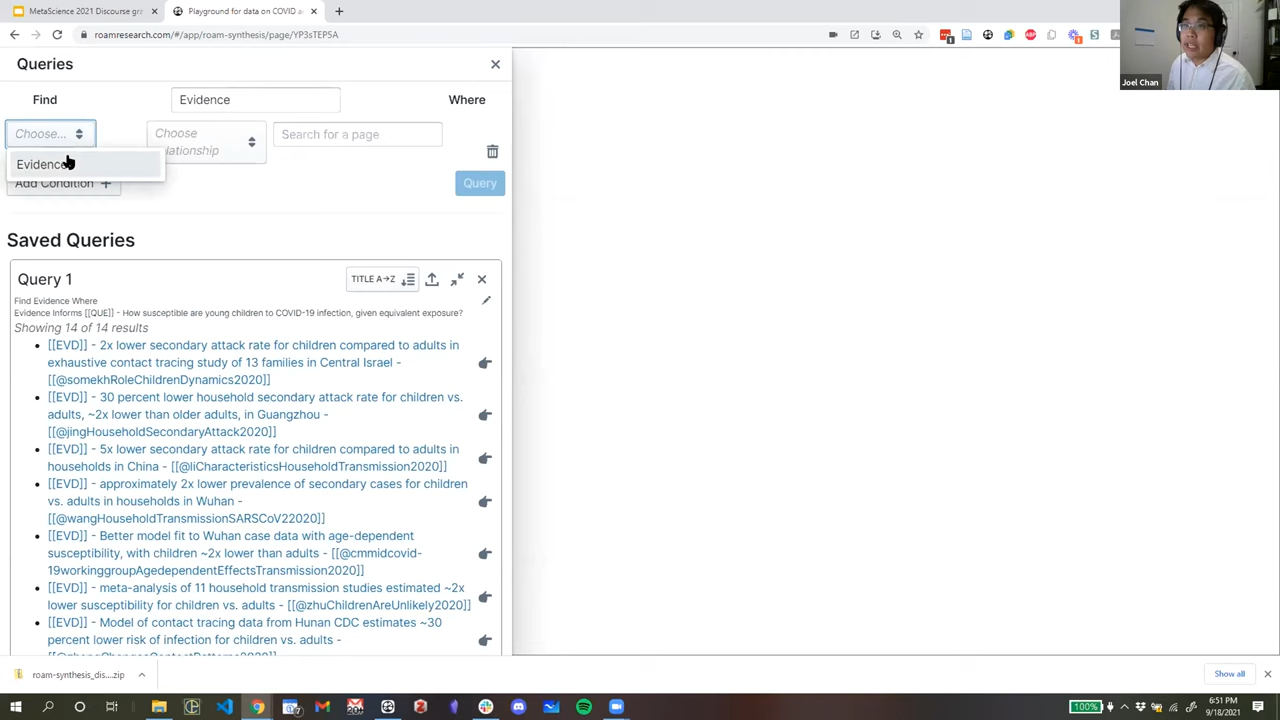 MetaScience 2021 Discourse gra
Playground for data on COVID a
roamresearch.com/#/app/roam-synthesis/page/YP3sTEP5A
Joel Chan
Queries
Find
Evidence
Where
Choose...
Choose
relationship
Search for a page
Evidence
Add Condition +
Query
Saved Queries
Query 1
TITLE A→Z
Find Evidence Where
Evidence Informs [[QUE]] - How susceptible are young children to COVID-19 infection, given equivalent exposure?
Showing 14 of 14 results
[[EVD]] - 2x lower secondary attack rate for children compared to adults in
exhaustive contact tracing study of 13 families in Central Israel -
[[@somekhRoleChildrenDynamics2020]]
[[EVD]] - 30 percent lower household secondary attack rate for children vs.
adults, ~2x lower than older adults, in Guangzhou -
[[@jingHouseholdSecondaryAttack2020]]
[[EVD]] - 5x lower secondary attack rate for children compared to adults in
households in China - [[@liCharacteristicsHouseholdTransmission2020]]
[[EVD]] - approximately 2x lower prevalence of secondary cases for children
vs. adults in households in Wuhan -
[[@wangHouseholdTransmissionSARSCoV22020]]
[[EVD]] - Better model fit to Wuhan case data with age-dependent
susceptibility, with children ~2x lower than adults - [[@cmmidcovid-
19workinggroupAgedependentEffectsTransmission2020]]
[[EVD]] - meta-analysis of 11 household transmission studies estimated ~2x
lower susceptibility for children vs. adults - [[@zhuChildrenAreUnlikely2020]]
[[EVD]] - Model of contact tracing data from Hunan CDC estimates ~30
percent lower risk of infection for children vs. adults -
[[@zhangChangesContactPatterns2020]]
roam-synthesis_dis....zip
Show all
100%
6:51 PM
9/18/2021